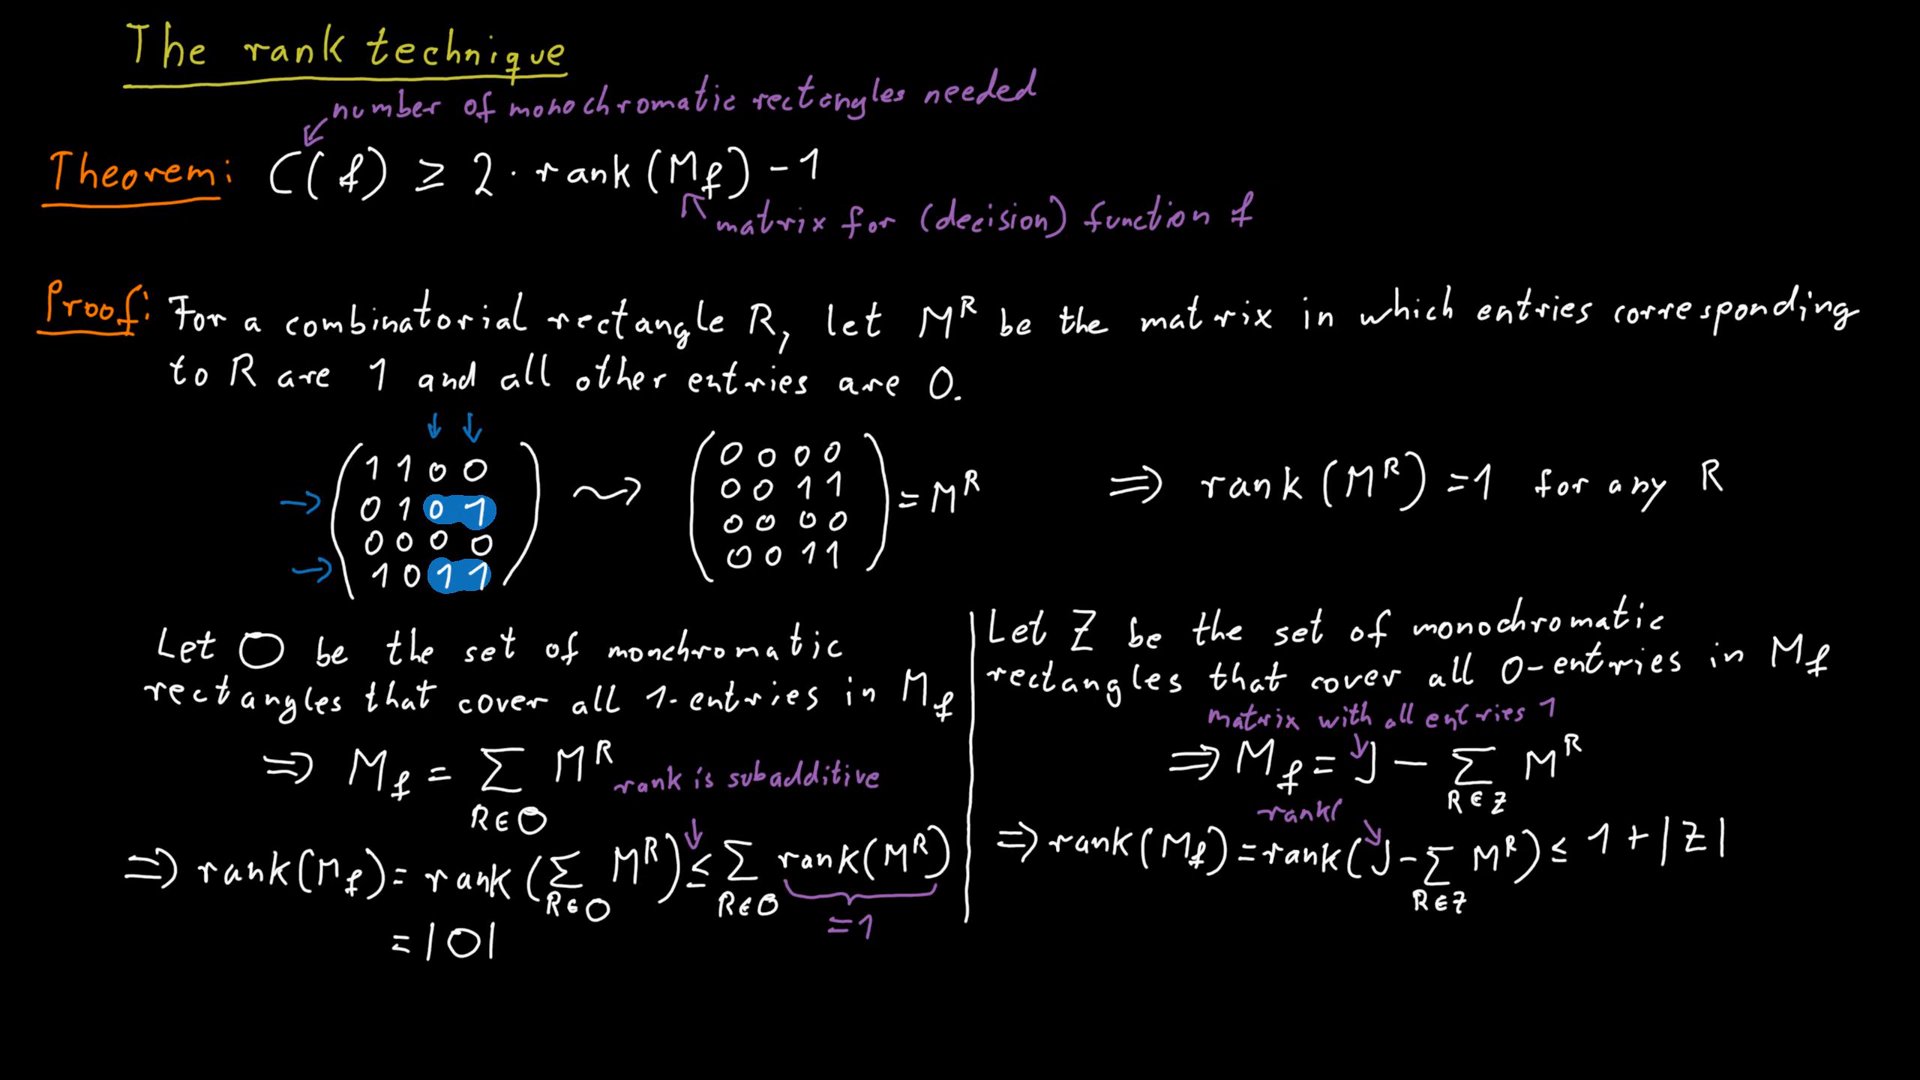 The rank technique
number of monochromatic rectangles needed
Theorem: C(f) ≥ 2 · rank(M_f) - 1
matrix for (decision) function f
Proof: For a combinatorial rectangle R, let M^R be the matrix in which entries corresponding
to R are 1 and all other entries are 0.
↓ ↓
1 1 0 0
→ 0 1 0 1
0 0 0 0
→ 1 0 1 1
⇝
0 0 0 0
0 0 1 1
0 0 0 0
0 0 1 1
= M^R
⇒ rank(M^R) = 1 for any R
Let O be the set of monchromatic
rectangles that cover all 1-entries in M_f
⇒ M_f = Σ_{R∈O} M^R
rank is subadditive
⇒ rank(M_f) = rank(Σ_{R∈O} M^R) ≤ Σ_{R∈O} rank(M^R)
=1
= |O|
Let Z be the set of monochromatic
rectangles that cover all 0-entries in M_f
matrix with all entries 1
⇒ M_f = J - Σ_{R∈Z} M^R
rank(
⇒ rank(M_f) = rank(J - Σ_{R∈Z} M^R) ≤ 1 + |Z|